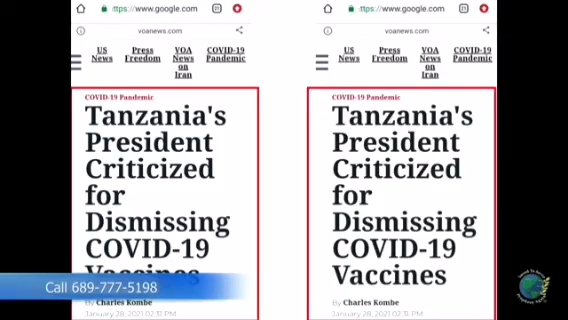 ttps://www.google.com
21
voanews.com
US News
Press Freedom
VOA News on Iran
COVID-19 Pandemic
COVID-19 Pandemic
Tanzania's
President
Criticized
for
Dismissing
COVID-19
Vaccines
By Charles Kombe
January 28, 2021 02:31 PM
ttps://www.google.com
21
voanews.com
US News
Press Freedom
VOA News on Iran
COVID-19 Pandemic
COVID-19 Pandemic
Tanzania's
President
Criticized
for
Dismissing
COVID-19
Vaccines
By Charles Kombe
January 28, 2021 02:31 PM
Call 689-777-5198